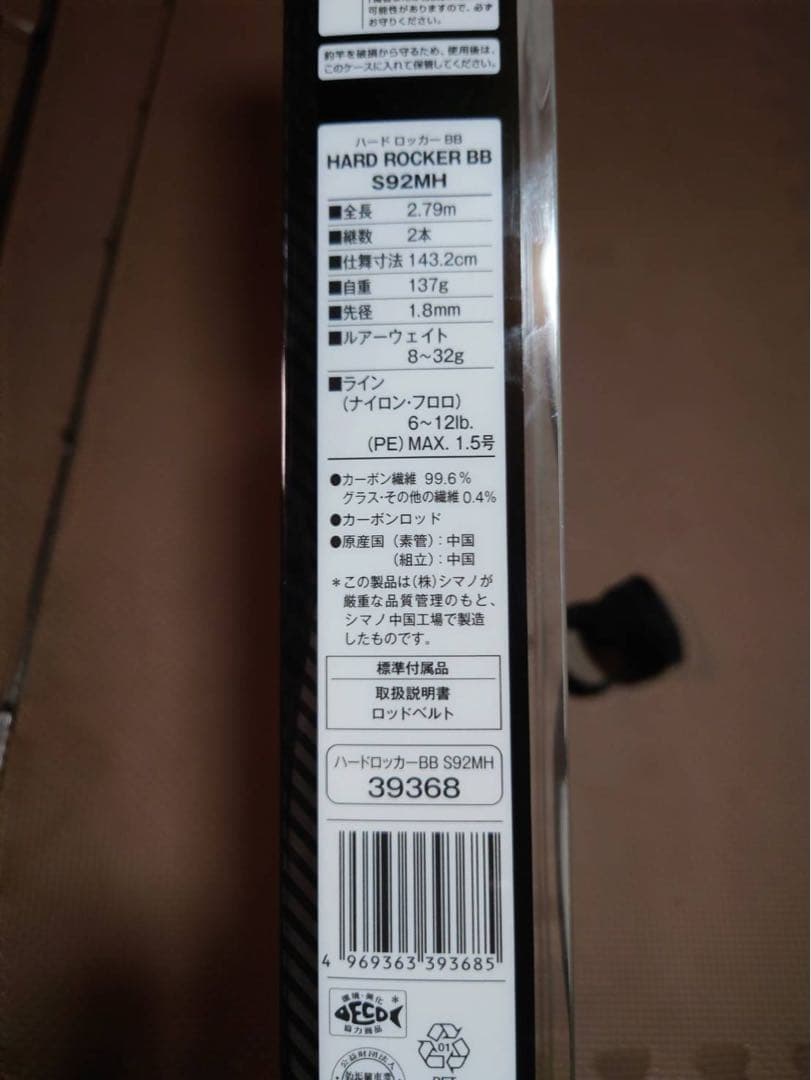 可能性がありますので、必ず
お守りください。
釣竿を破損から守るため、使用後は、
このケースに入れて保管してください。
ハード ロッカー BB
HARD ROCKER BB
S92MH
■全長 2.79m
■継数 2本
■仕舞寸法 143.2cm
■自重 137g
■先径 1.8mm
■ルアーウェイト
8~32g
■ライン
(ナイロン・フロロ)
6~12lb.
(PE) MAX. 1.5号
●カーボン繊維 99.6%
グラス・その他の繊維 0.4%
●カーボンロッド
●原産国 (素管):中国
(組立):中国
*この製品は(株)シマノが
厳重な品質管理のもと、
シマノ中国工場で製造
したものです。
標準付属品
取扱説明書
ロッドベルト
ハードロッカーBB S92MH
39368
4 969363 393685
環境・美化
ECO
協力商品
01
公益財団法人